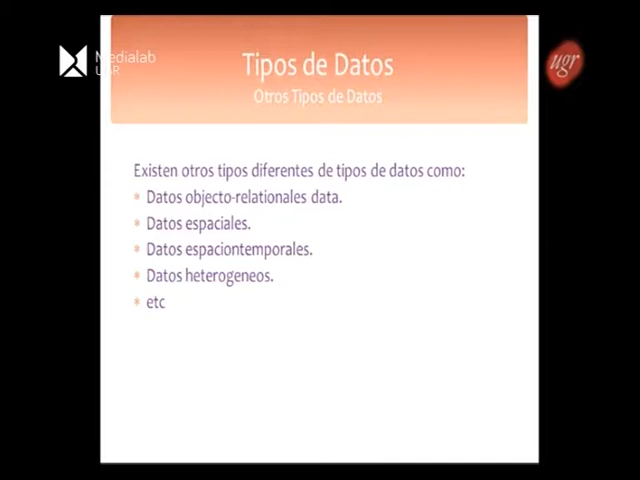 Medialab
UGR
Tipos de Datos
Otros Tipos de Datos
ugr
Existen otros tipos diferentes de tipos de datos como:
* Datos objecto-relationales data.
* Datos espaciales.
* Datos espaciontemporales.
* Datos heterogeneos.
* etc